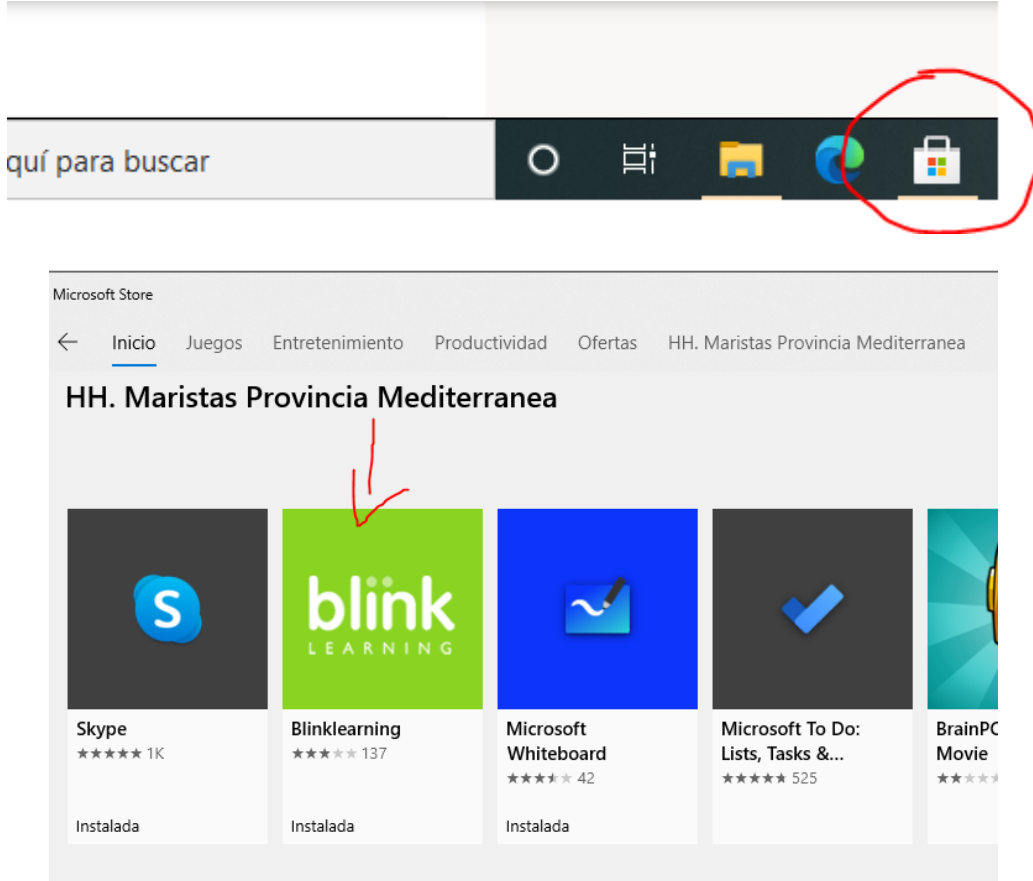 quí para buscar
Microsoft Store
Inicio Juegos Entretenimiento Productividad Ofertas HH. Maristas Provincia Mediterranea
HH. Maristas Provincia Mediterranea
S
blink
LEARNING
Skype
1K
Instalada
Blinklearning
137
Instalada
Microsoft
Whiteboard
42
Instalada
Microsoft To Do:
Lists, Tasks &...
525
BrainPO
Movie